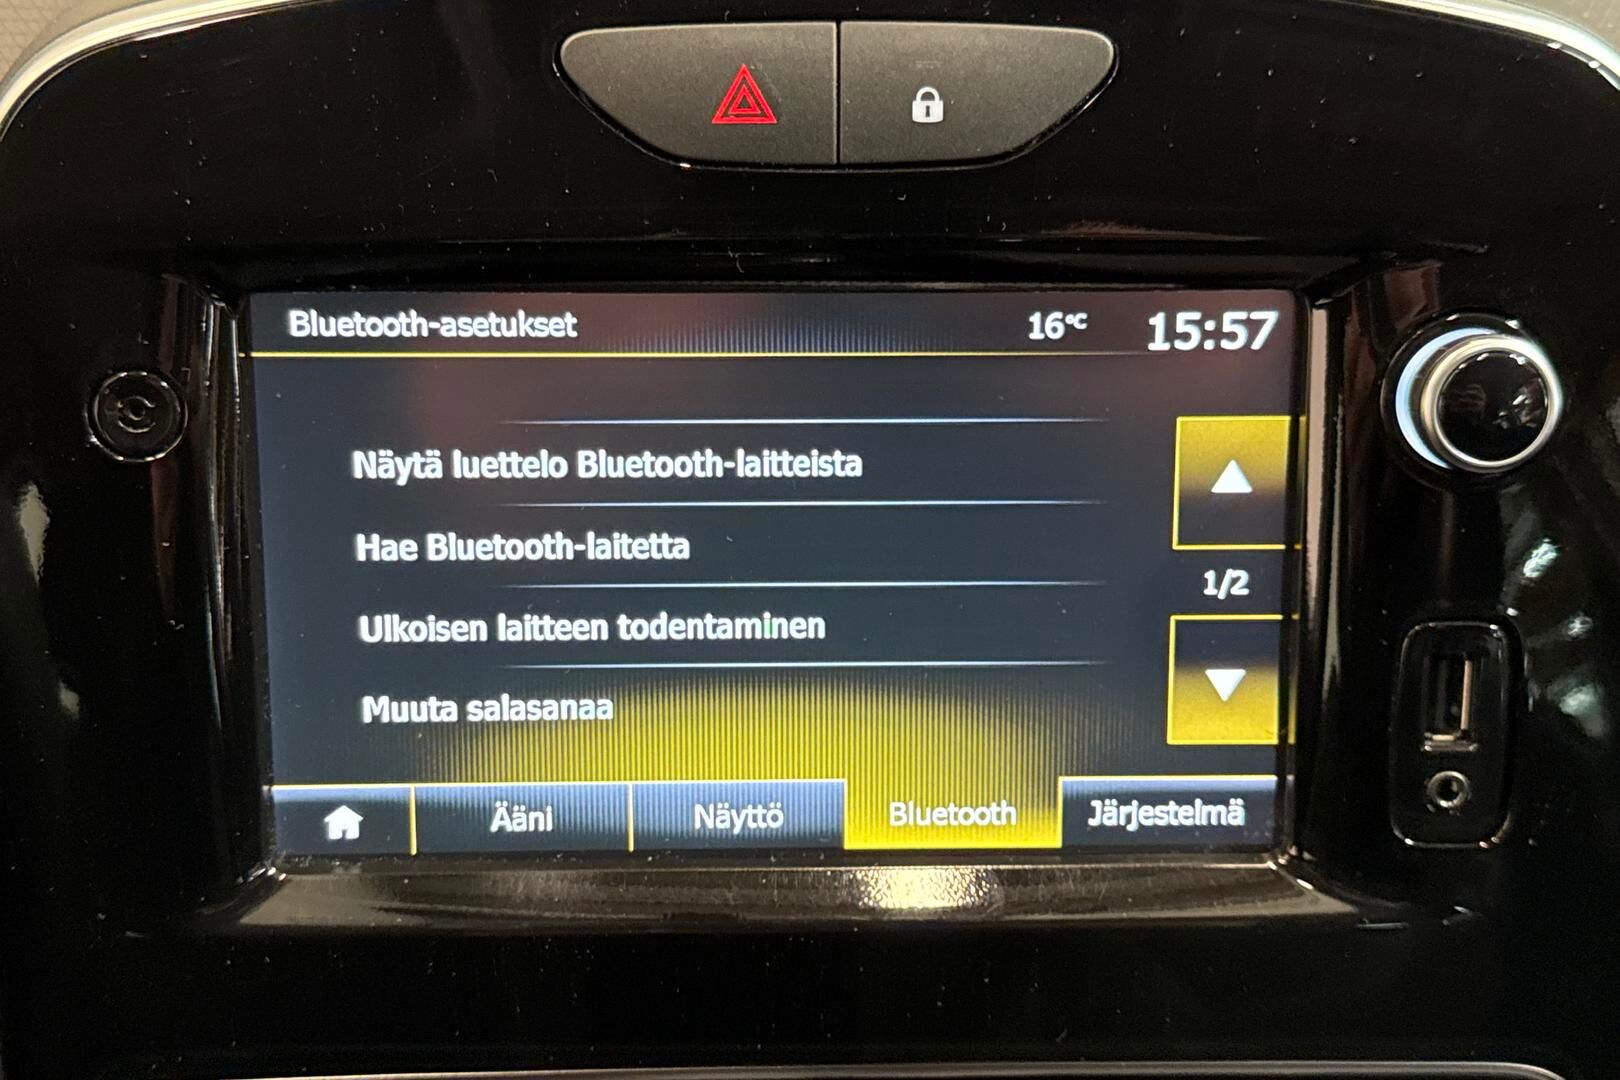 Bluetooth-asetukset 16°C 15:57
Näytä luettelo Bluetooth-laitteista
Hae Bluetooth-laitetta
1/2
Ulkoisen laitteen todentaminen
Muuta salasanaa
Ääni Näyttö Bluetooth Järjestelmä